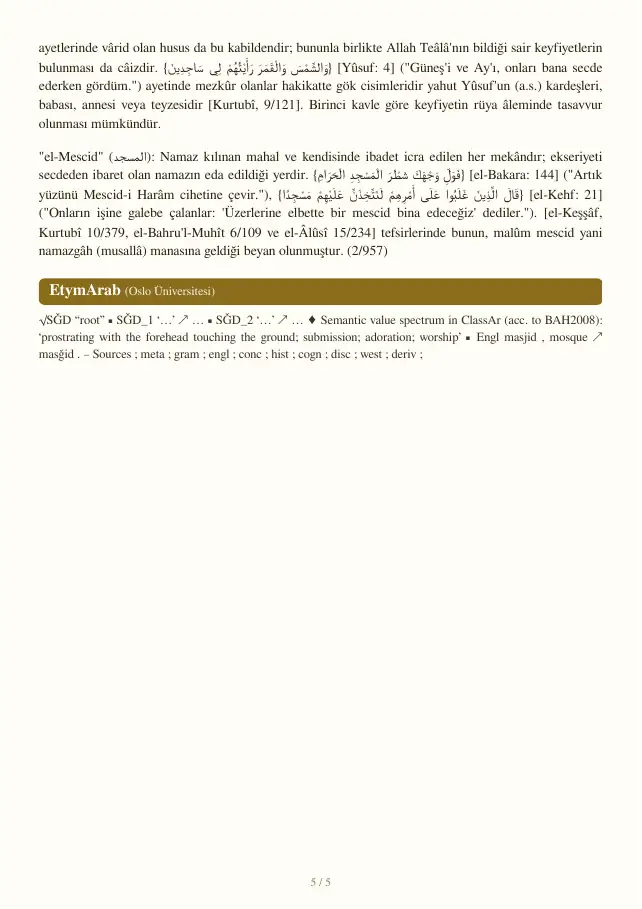 ayetlerinde vârid olan husus da bu kabildendir; bununla birlikte Allah Teâlâ'nın bildiği sair keyfiyetlerin
bulunması da câizdir. {وَالشَّمْسَ وَالْقَمَرَ رَأَيْتُهُمْ لِي سَاجِدِينَ} [Yûsuf: 4] ("Güneş'i ve Ay'ı, onları bana secde
ederken gördüm.") ayetinde mezkûr olanlar hakikatte gök cisimleridir yahut Yûsuf'un (a.s.) kardeşleri,
babası, annesi veya teyzesidir [Kurtubî, 9/121]. Birinci kavle göre keyfiyetin rüya âleminde tasavvur
olunması mümkündür.
"el-Mescid" (المسجد): Namaz kılınan mahal ve kendisinde ibadet icra edilen her mekândır; ekseriyeti
secdeden ibaret olan namazın eda edildiği yerdir. {فَوَلِّ وَجْهَكَ شَطْرَ الْمَسْجِدِ الْحَرَامِ} [el-Bakara: 144] ("Artık
yüzünü Mescid-i Harâm cihetine çevir."), {قَالَ الَّذِينَ غَلَبُوا عَلَى أَمْرِهِمْ لَنَتَّخِذَنَّ عَلَيْهِمْ مَسْجِدًا} [el-Kehf: 21]
("Onların işine galebe çalanlar: 'Üzerlerine elbette bir mescid bina edeceğiz' dediler."). [el-Keşşâf,
Kurtubî 10/379, el-Bahru'l-Muhît 6/109 ve el-Âlûsî 15/234] tefsirlerinde bunun, malûm mescid yani
namazgâh (musallâ) manasına geldiği beyan olunmuştur. (2/957)
EtymArab (Oslo Üniversitesi)
√SǦD “root” ▪ SǦD_1 ‘…’ ↗ … ▪ SǦD_2 ‘…’ ↗ … ♦ Semantic value spectrum in ClassAr (acc. to BAH2008):
‘prostrating with the forehead touching the ground; submission; adoration; worship’ ▪ Engl masjid , mosque ↗
masǧid . – Sources ; meta ; gram ; engl ; conc ; hist ; cogn ; disc ; west ; deriv ;
5 / 5